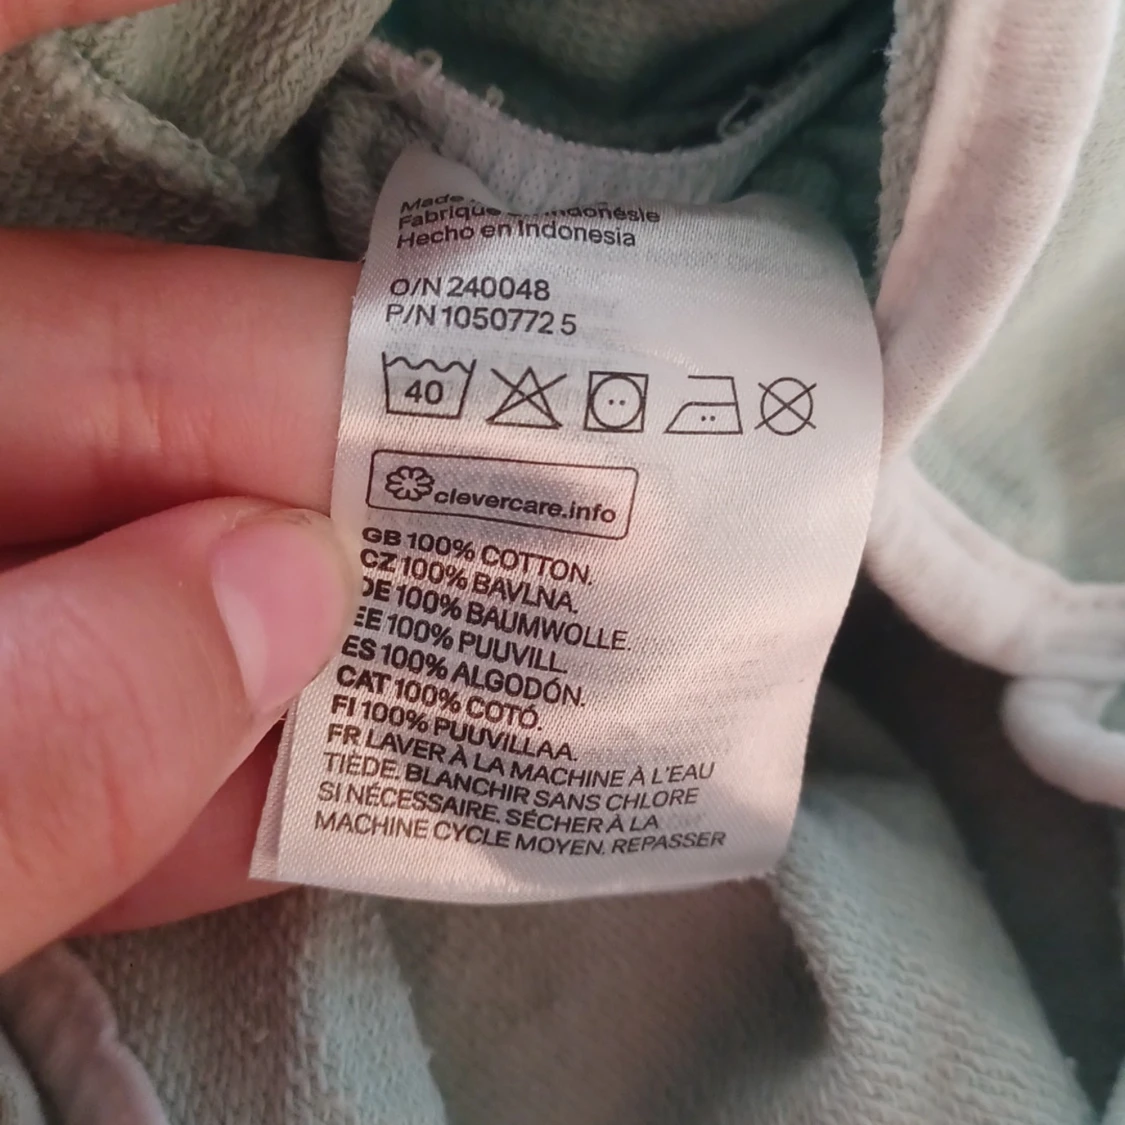 Made
Fabriqué en Indonésie
Hecho en Indonesia
O/N 240048
P/N 1050772 5
40
clevercare.info
GB 100% COTTON.
CZ 100% BAVLNA.
DE 100% BAUMWOLLE.
EE 100% PUUVILL.
ES 100% ALGODÓN.
CAT 100% COTÓ.
FI 100% PUUVILLAA.
FR LAVER À LA MACHINE À L'EAU
TIÈDE. BLANCHIR SANS CHLORE
SI NÉCESSAIRE. SÉCHER À LA
MACHINE CYCLE MOYEN. REPASSER